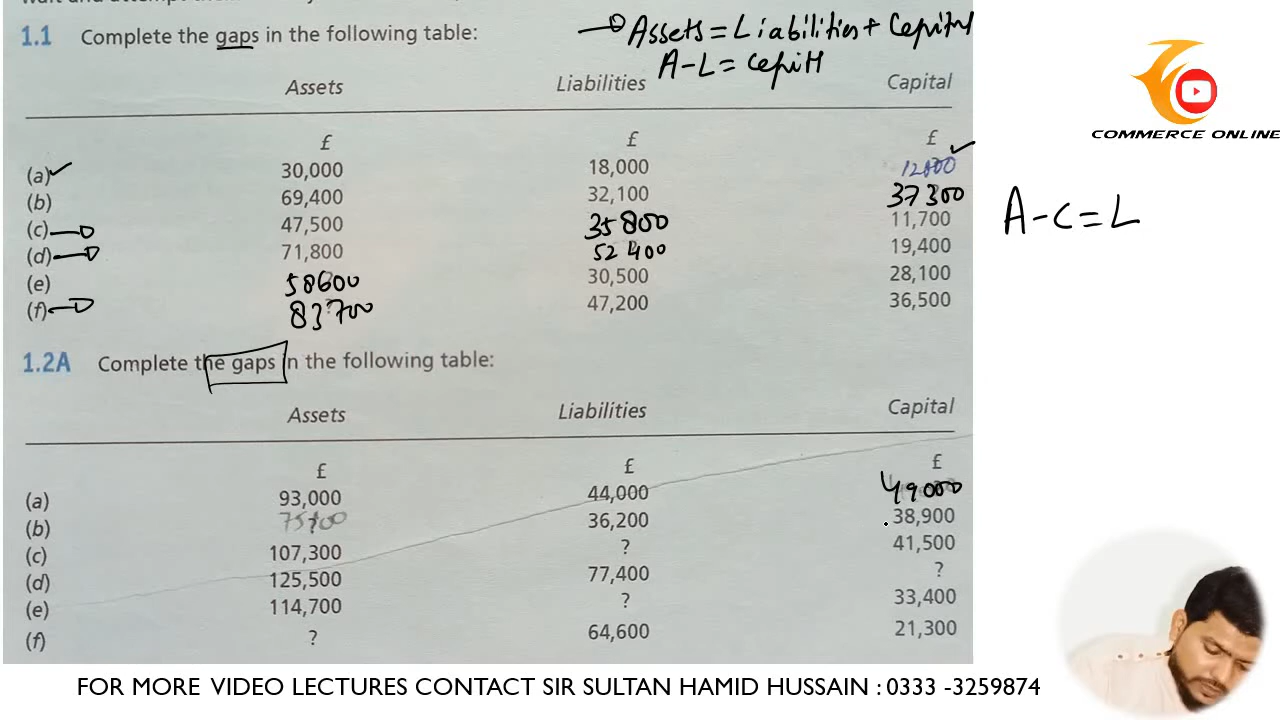 Assets = Liabilities + Capital
1.1 Complete the gaps in the following table:
A-L = capitl
Assets Liabilities Capital
£ £ £
(a) 30,000 18,000 12000
(b) 69,400 32,100 37300
(c) 47,500 35800 11,700
(d) 71,800 52400 19,400
(e) 58600 30,500 28,100
(f) 83700 47,200 36,500
A-C=L
1.2A Complete the gaps in the following table:
Assets Liabilities Capital
£ £ £
(a) 93,000 44,000 49000
(b) 75100 36,200 38,900
(c) 107,300 ? 41,500
(d) 125,500 77,400 ?
(e) 114,700 ? 33,400
(f) ? 64,600 21,300
COMMERCE ONLINE
FOR MORE VIDEO LECTURES CONTACT SIR SULTAN HAMID HUSSAIN : 0333 -3259874